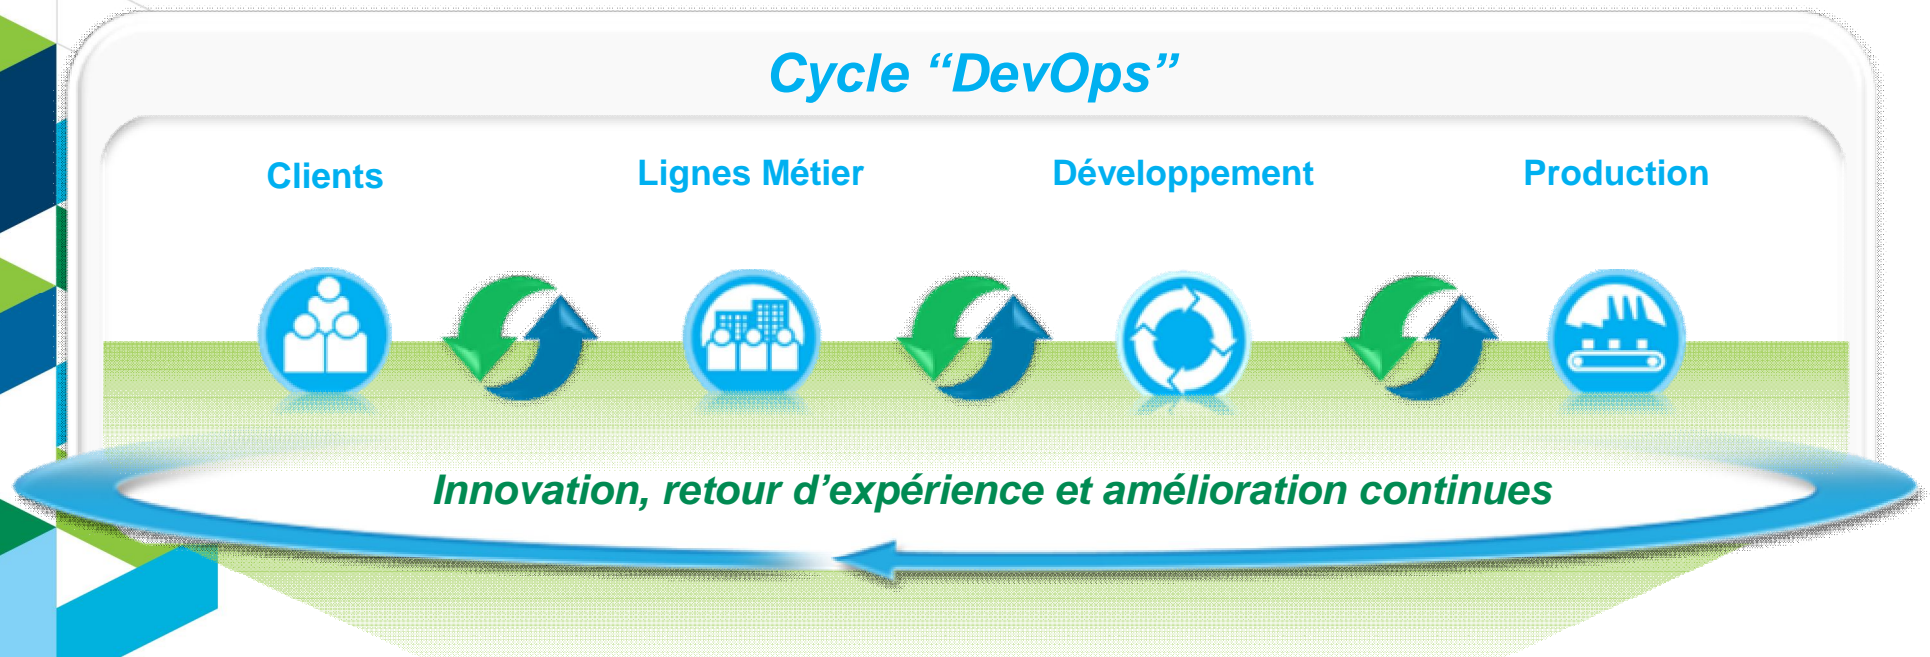 Cycle “DevOps”
Clients
Lignes Métier
Développement
Production
Innovation, retour d’expérience et amélioration continues